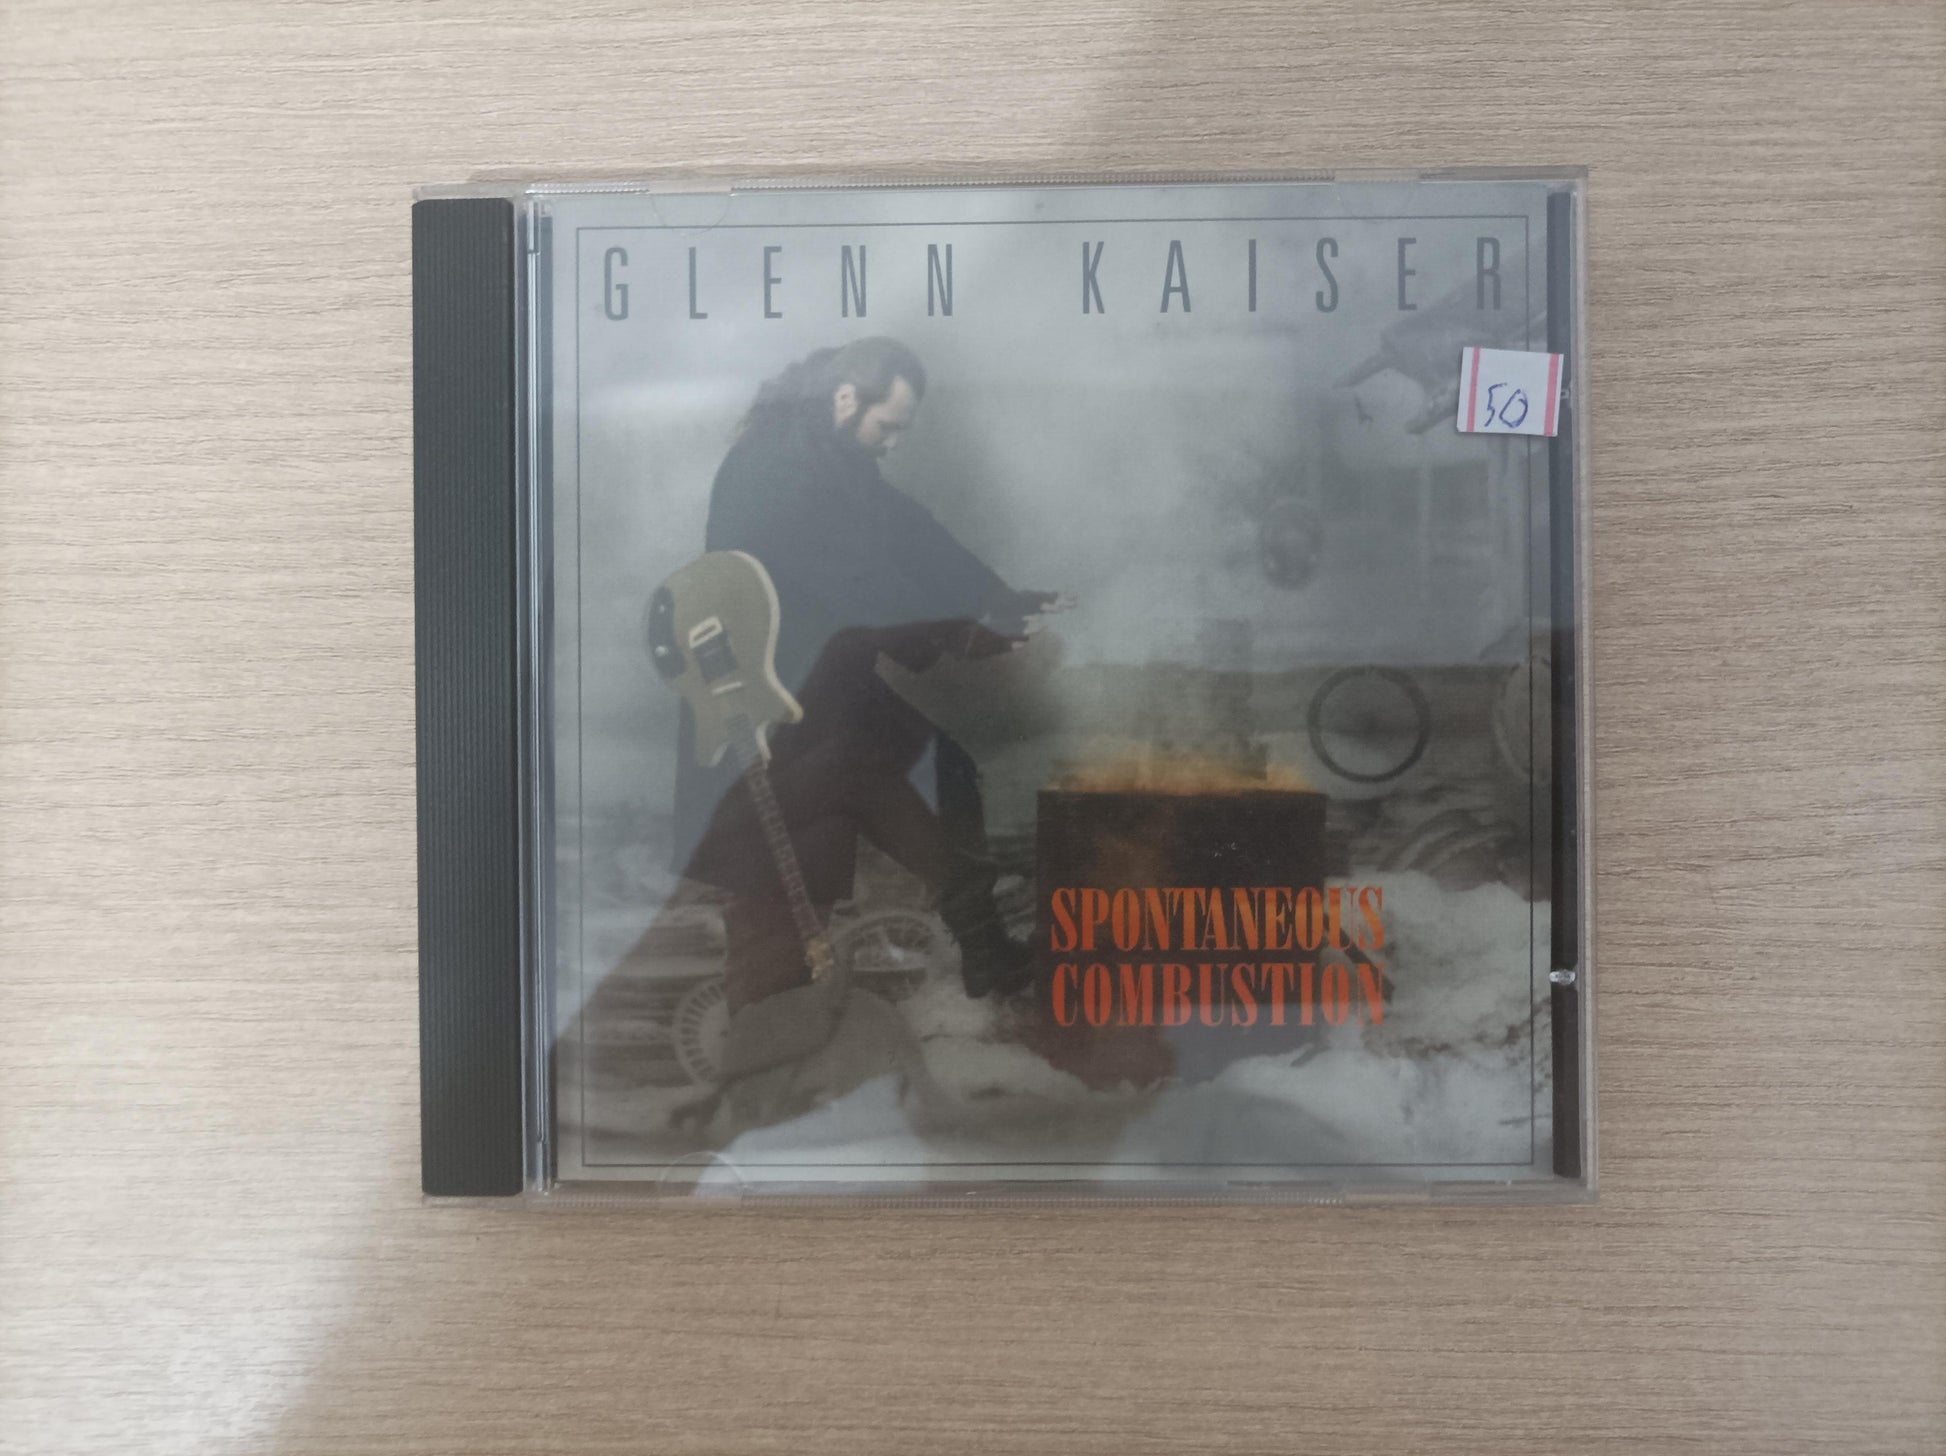 GLENN KAISER
50
SPONTANEOUS
COMBUSTION